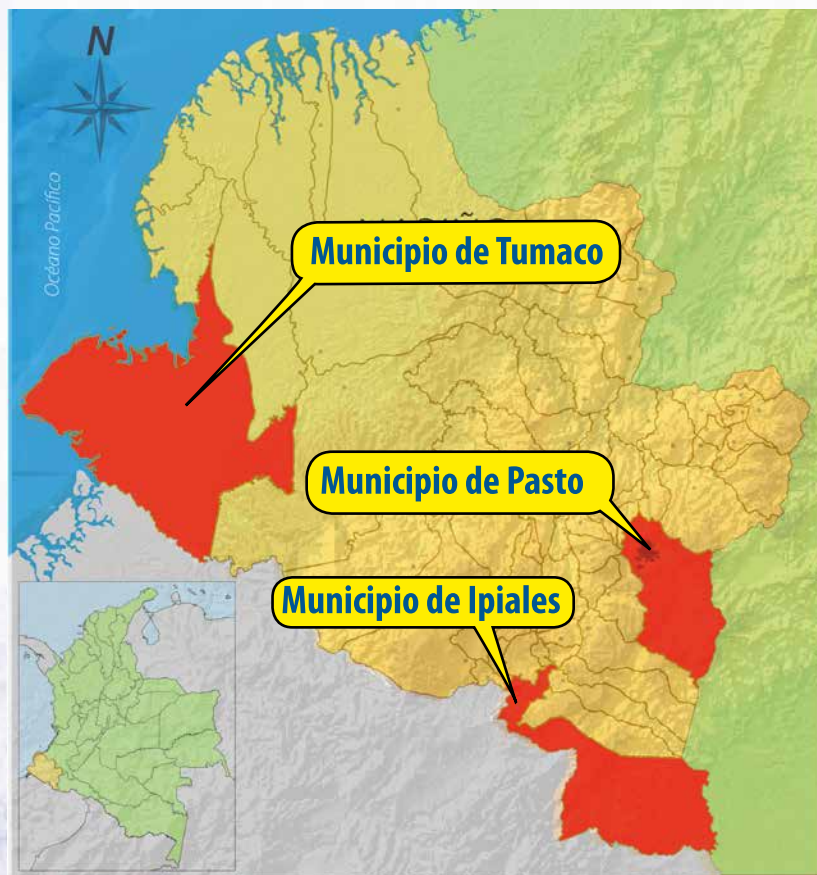 N
Océano Pacífico
Municipio de Tumaco
Municipio de Pasto
Municipio de Ipiales